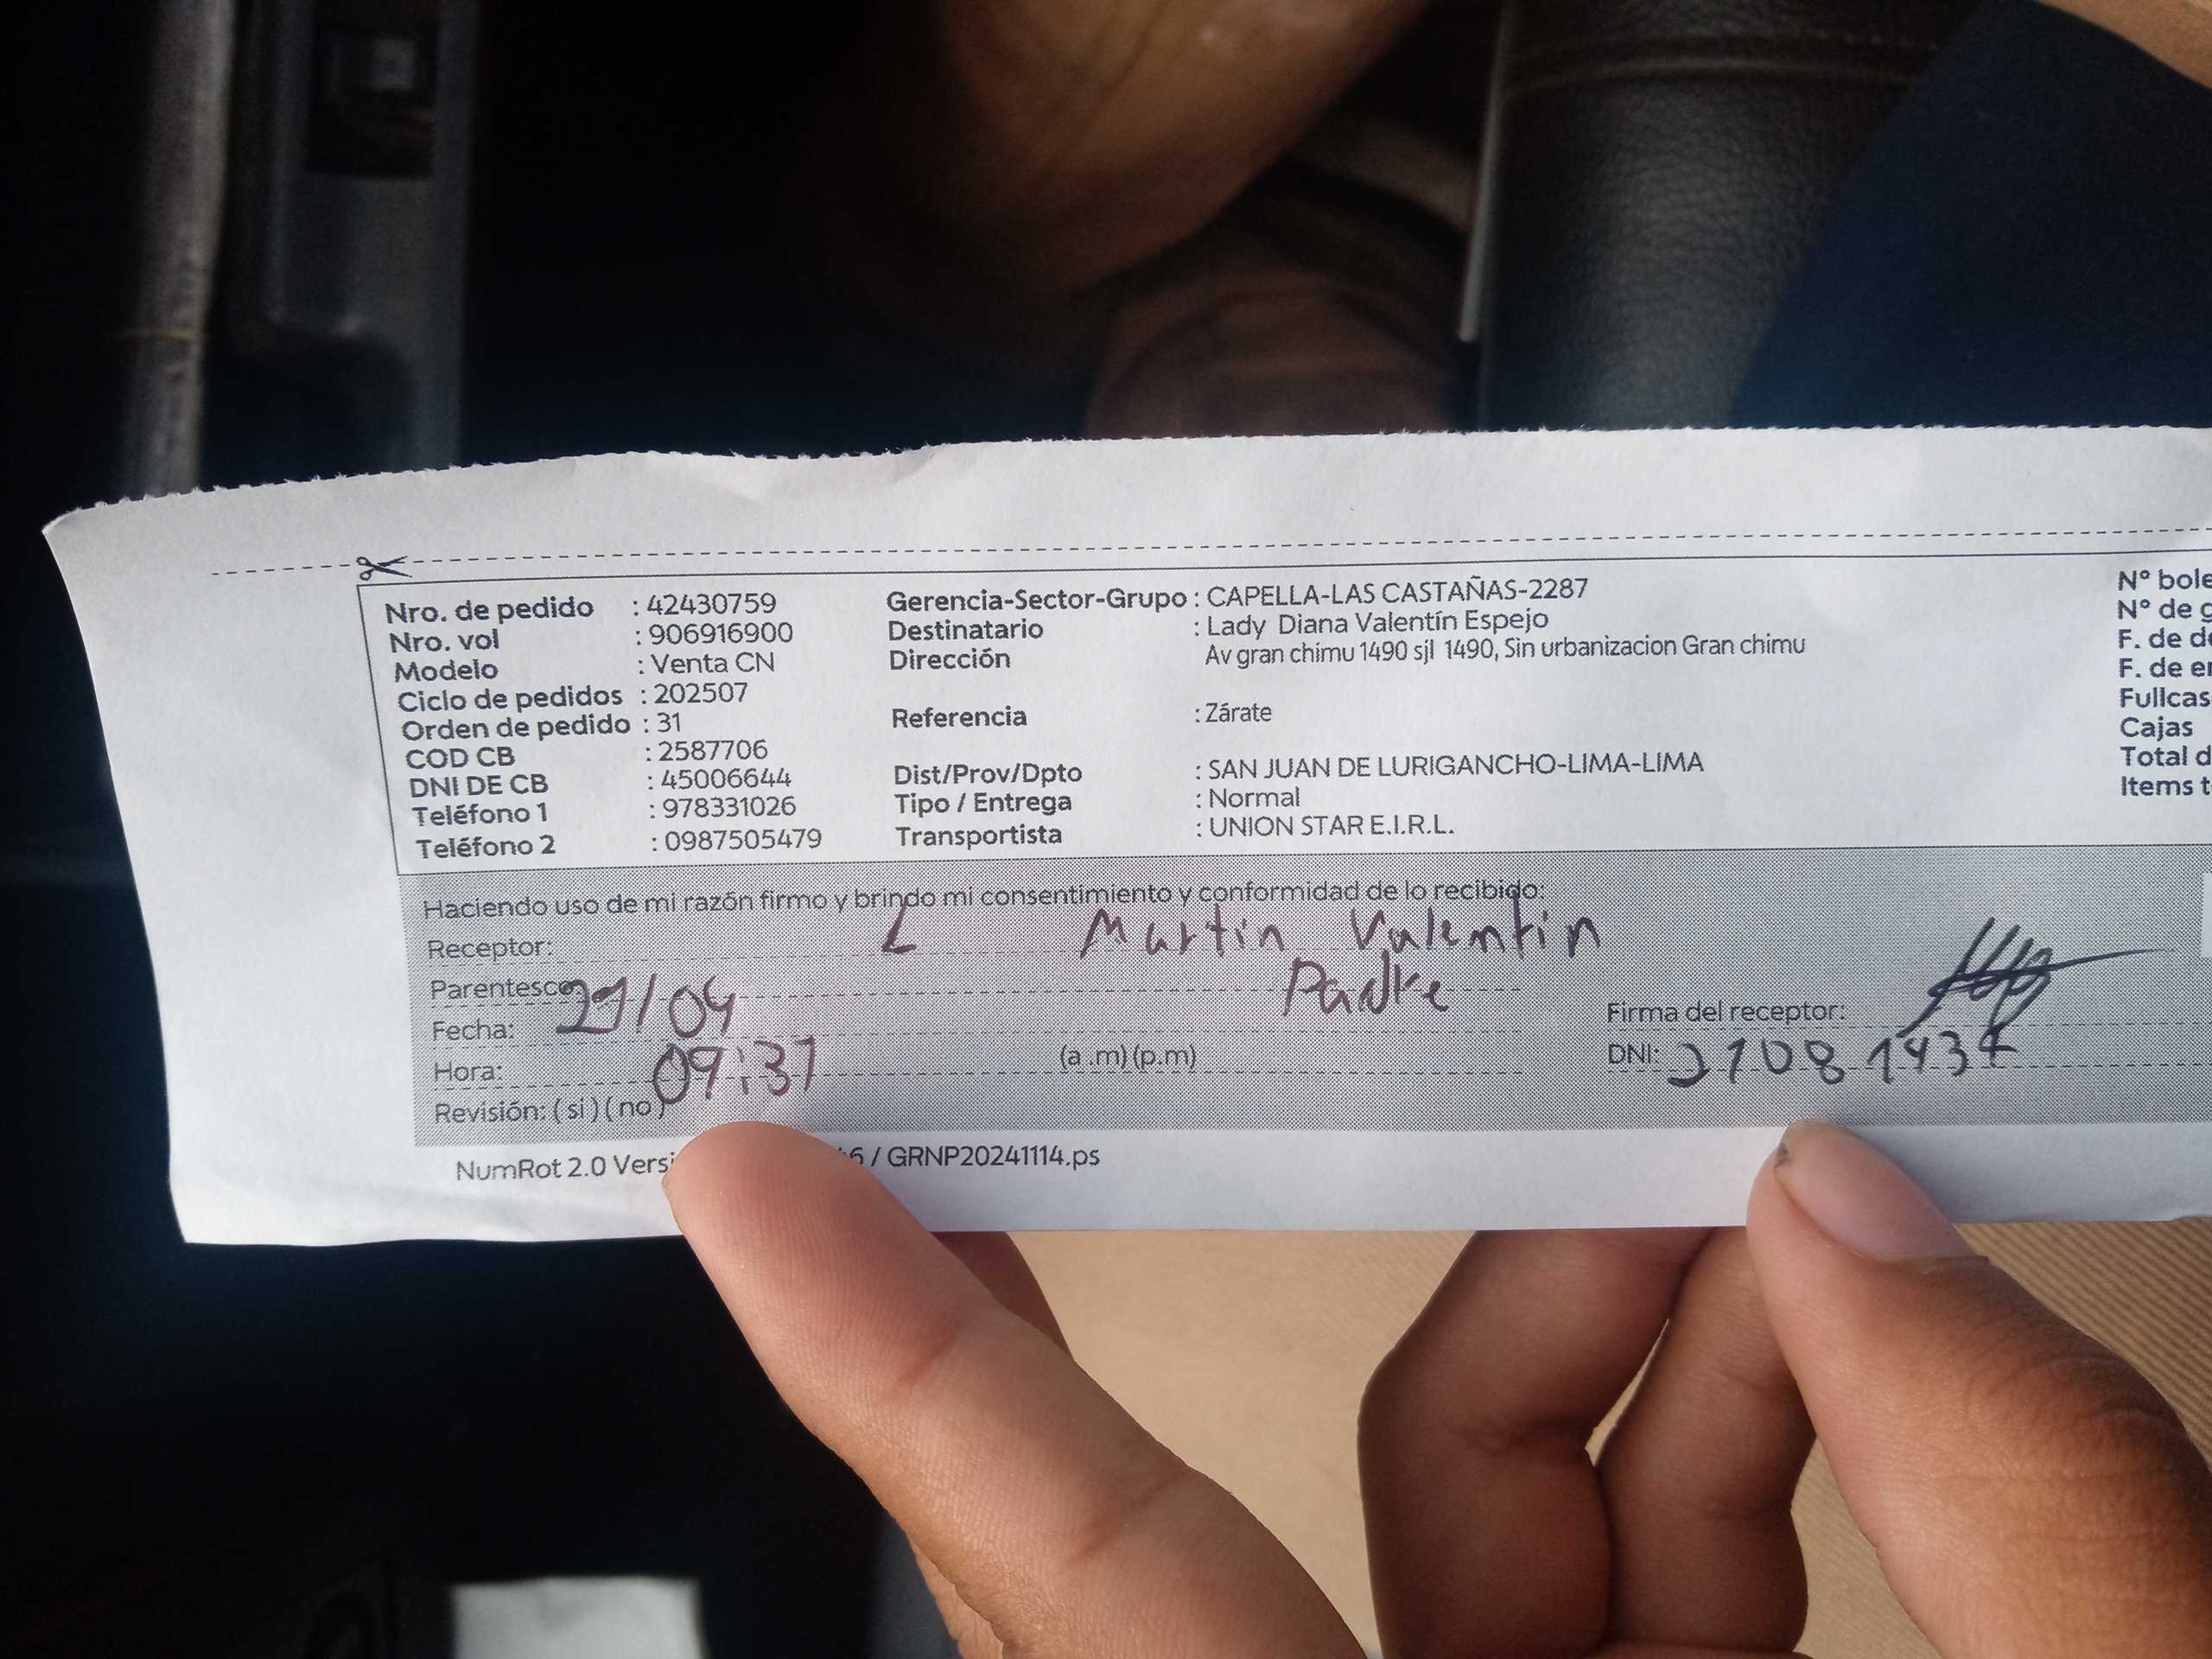 Nro. de pedido : 42430759
Nro. vol : 906916900
Modelo : Venta CN
Ciclo de pedidos : 202507
Orden de pedido : 31
COD CB : 2587706
DNI DE CB : 45006644
Teléfono 1 : 978331026
Teléfono 2 : 0987505479
Gerencia-Sector-Grupo : CAPELLA-LAS CASTAÑAS-2287
Destinatario : Lady Diana Valentín Espejo
Dirección Av gran chimu 1490 sjl 1490, Sin urbanizacion Gran chimu
Referencia : Zárate
Dist/Prov/Dpto : SAN JUAN DE LURIGANCHO-LIMA-LIMA
Tipo / Entrega : Normal
Transportista : UNION STAR E.I.R.L.
N° bole
N° de g
F. de de
F. de en
Fullcas
Cajas
Total d
Items t
Haciendo uso de mi razón firmo y brindo mi consentimiento y conformidad de lo recibido:
Receptor: L Martin Valentin
Parentesco: Padre
Fecha: 21/04
Hora: 09:37 (a .m) (p.m)
Revisión: ( si ) ( no )
Firma del receptor:
DNI:
NumRot 2.0 Versi 6 / GRNP20241114.ps